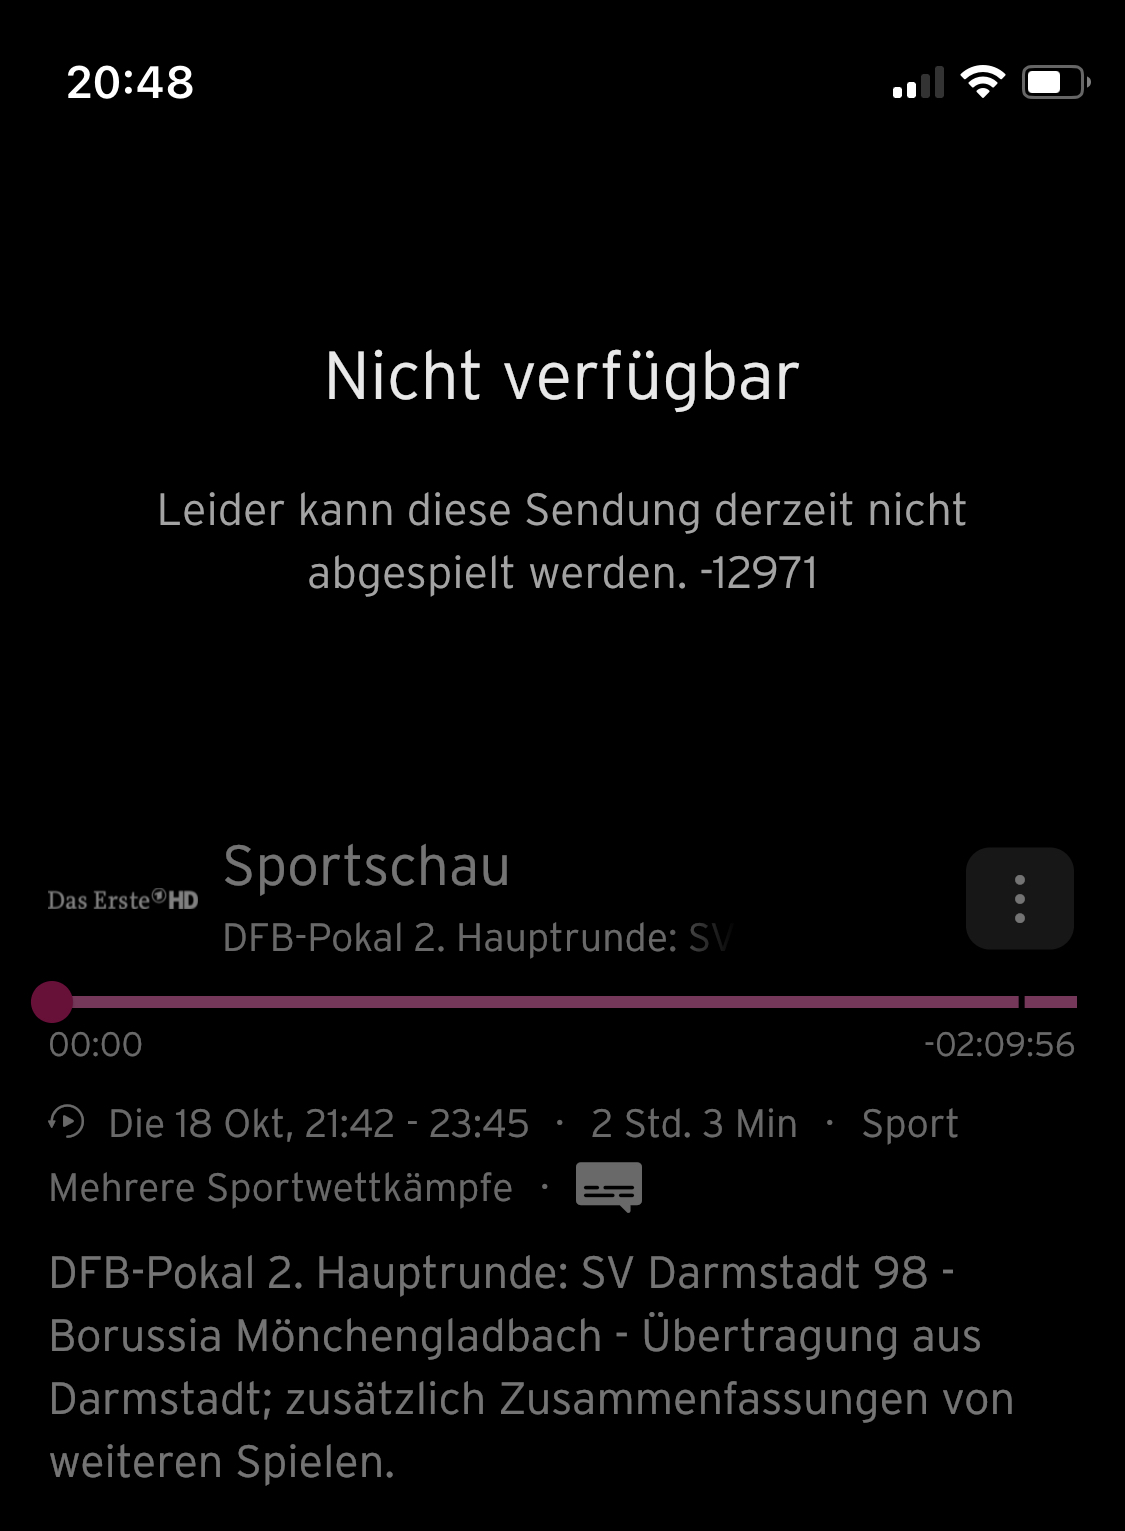 20:48
Nicht verfügbar
Leider kann diese Sendung derzeit nicht
abgespielt werden. -12971
Das Erste HD
Sportschau
DFB-Pokal 2. Hauptrunde: SV
00:00
-02:09:56
Die 18 Okt, 21:42 - 23:45 · 2 Std. 3 Min · Sport
Mehrere Sportwettkämpfe ·
DFB-Pokal 2. Hauptrunde: SV Darmstadt 98 -
Borussia Mönchengladbach - Übertragung aus
Darmstadt; zusätzlich Zusammenfassungen von
weiteren Spielen.